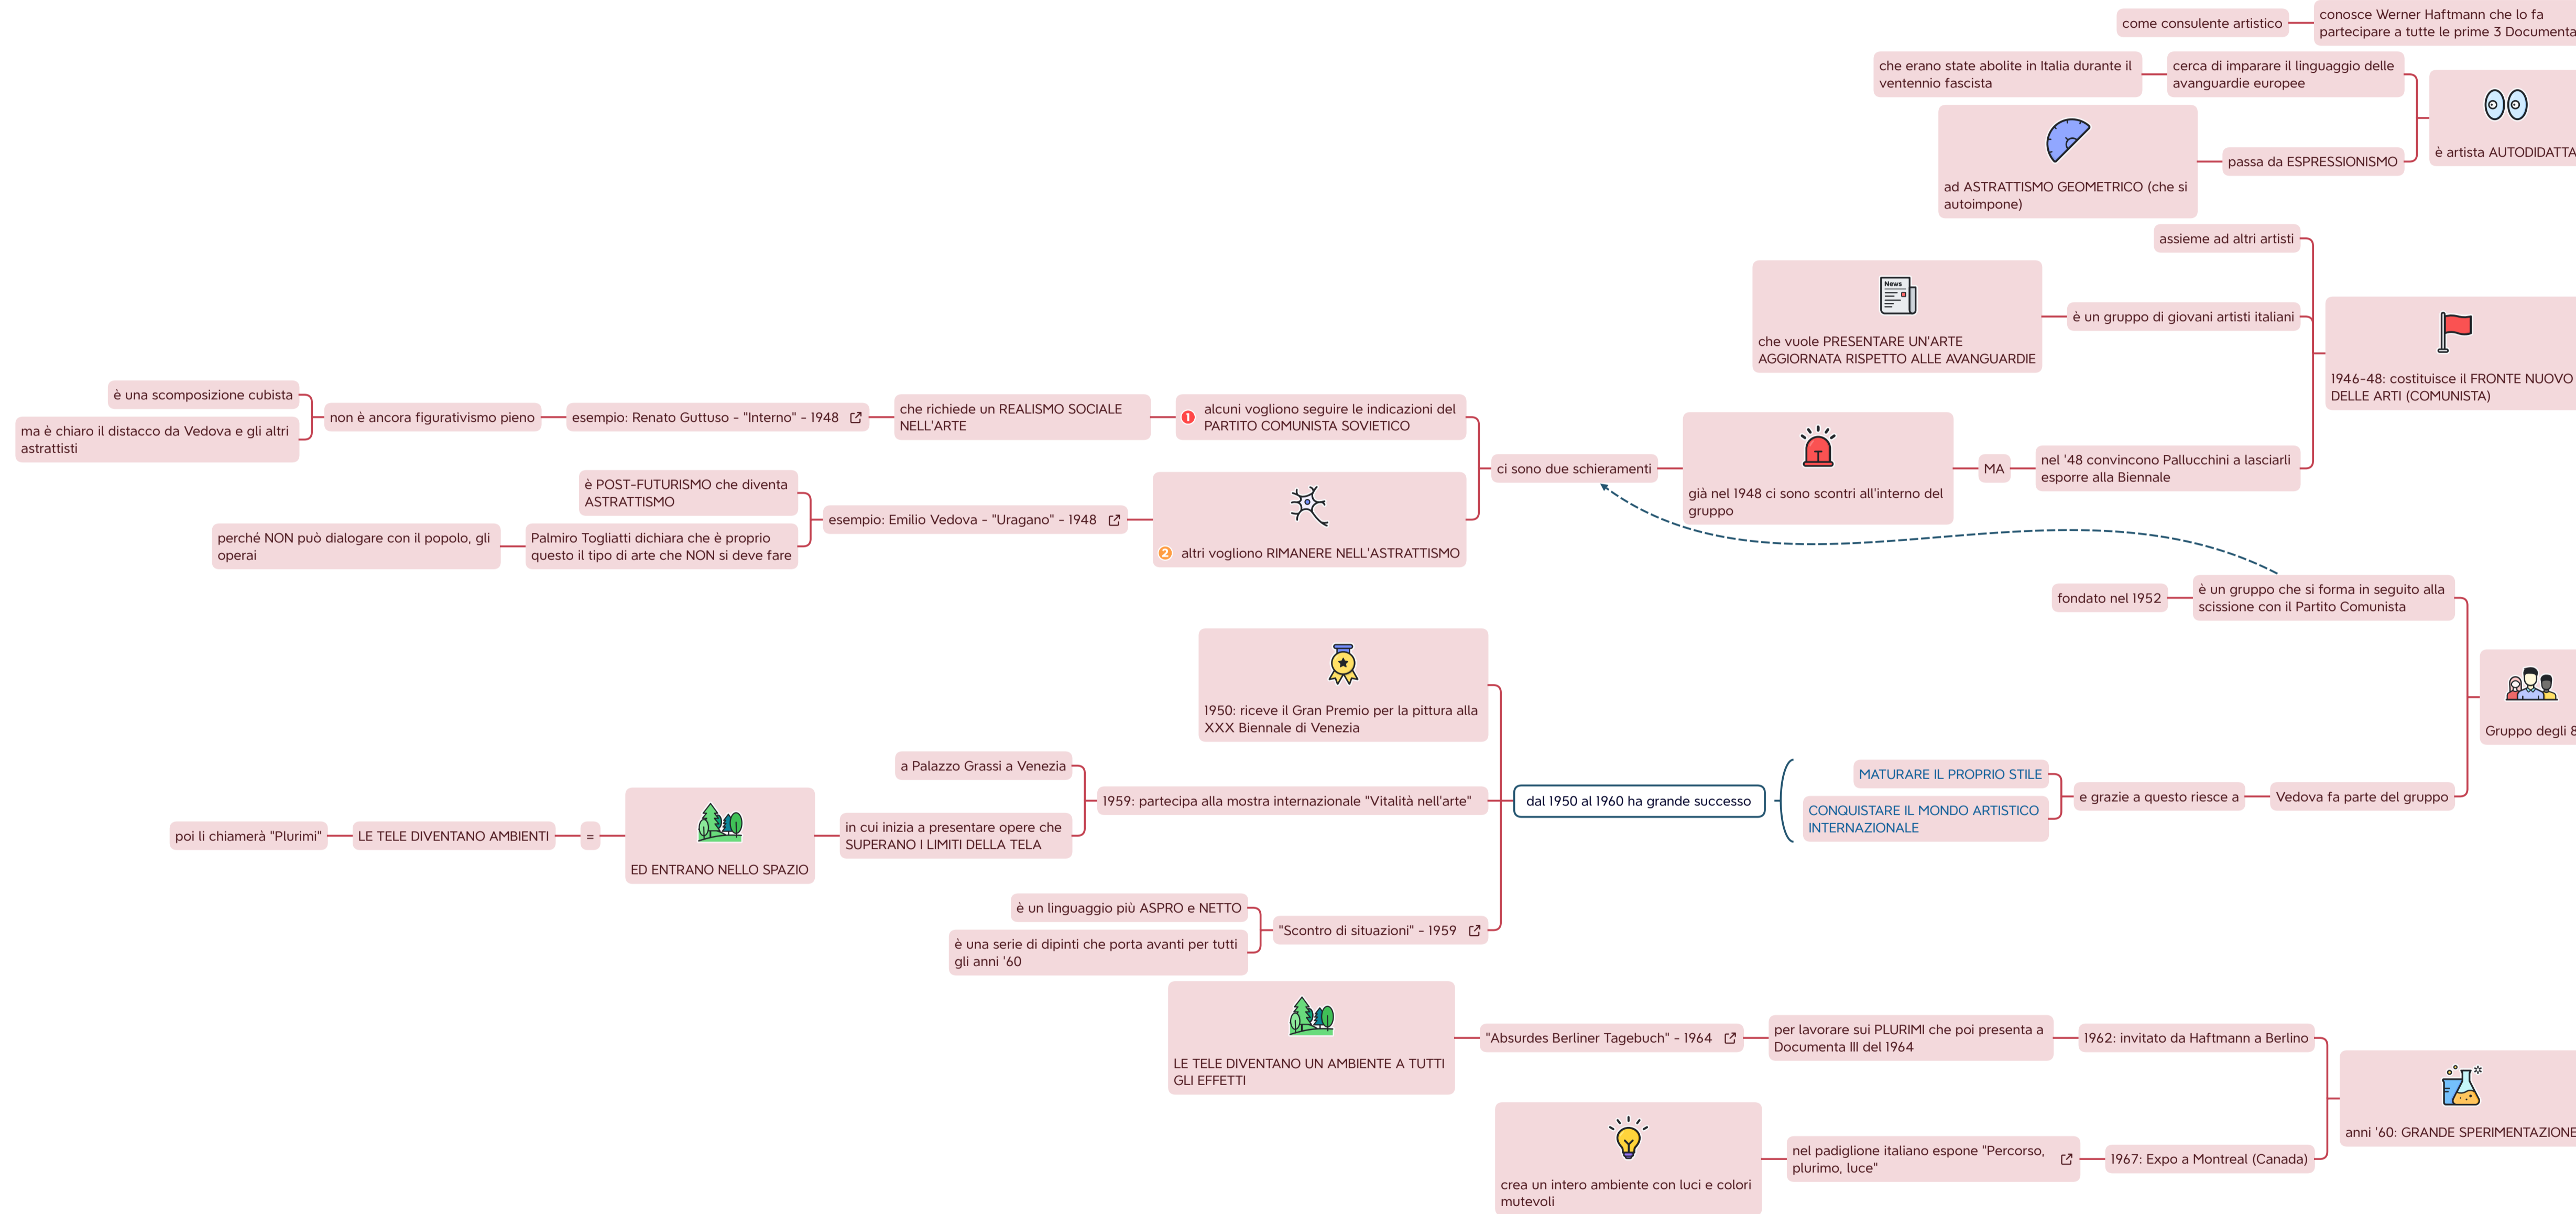 come consulente artistico
conosce Werner Haftmann che lo fa
partecipare a tutte le prime 3 Documenta
che erano state abolite in Italia durante il
ventennio fascista
cerca di imparare il linguaggio delle
avanguardie europee
è artista AUTODIDATTA
ad ASTRATTISMO GEOMETRICO (che si
autoimpone)
passa da ESPRESSIONISMO
assieme ad altri artisti
News
che vuole PRESENTARE UN'ARTE
AGGIORNATA RISPETTO ALLE AVANGUARDIE
è un gruppo di giovani artisti italiani
1946-48: costituisce il FRONTE NUOVO
DELLE ARTI (COMUNISTA)
è una scomposizione cubista
ma è chiaro il distacco da Vedova e gli altri
astrattisti
non è ancora figurativismo pieno
esempio: Renato Guttuso - "Interno" - 1948
che richiede un REALISMO SOCIALE
NELL'ARTE
1 alcuni vogliono seguire le indicazioni del
PARTITO COMUNISTA SOVIETICO
ci sono due schieramenti
già nel 1948 ci sono scontri all'interno del
gruppo
MA
nel '48 convincono Pallucchini a lasciarli
esporre alla Biennale
è POST-FUTURISMO che diventa
ASTRATTISMO
perché NON può dialogare con il popolo, gli
operai
Palmiro Togliatti dichiara che è proprio
questo il tipo di arte che NON si deve fare
esempio: Emilio Vedova - "Uragano" - 1948
2 altri vogliono RIMANERE NELL'ASTRATTISMO
fondato nel 1952
è un gruppo che si forma in seguito alla
scissione con il Partito Comunista
Gruppo degli 8
1950: riceve il Gran Premio per la pittura alla
XXX Biennale di Venezia
a Palazzo Grassi a Venezia
1959: partecipa alla mostra internazionale "Vitalità nell'arte"
dal 1950 al 1960 ha grande successo
MATURARE IL PROPRIO STILE
CONQUISTARE IL MONDO ARTISTICO
INTERNAZIONALE
e grazie a questo riesce a
Vedova fa parte del gruppo
poi li chiamerà "Plurimi"
LE TELE DIVENTANO AMBIENTI
=
ED ENTRANO NELLO SPAZIO
in cui inizia a presentare opere che
SUPERANO I LIMITI DELLA TELA
è un linguaggio più ASPRO e NETTO
è una serie di dipinti che porta avanti per tutti
gli anni '60
"Scontro di situazioni" - 1959
LE TELE DIVENTANO UN AMBIENTE A TUTTI
GLI EFFETTI
"Absurdes Berliner Tagebuch" - 1964
per lavorare sui PLURIMI che poi presenta a
Documenta III del 1964
1962: invitato da Haftmann a Berlino
anni '60: GRANDE SPERIMENTAZIONE
crea un intero ambiente con luci e colori
mutevoli
nel padiglione italiano espone "Percorso,
plurimo, luce"
1967: Expo a Montreal (Canada)